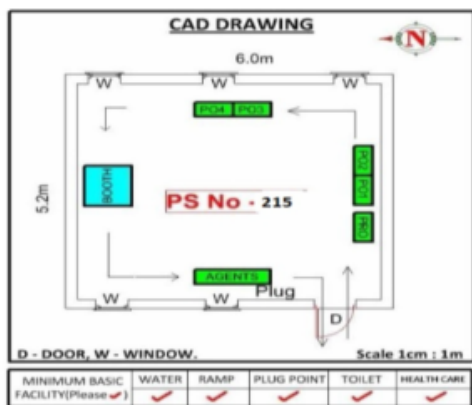 CAD DRAWING
N
6.0m
W W W
PO4 PO3
5.2m
BOOTH
PO2
PO1
PRO
PS No - 215
AGENTS
Plug
W W
D
D - DOOR, W - WINDOW.
Scale 1cm : 1m
MINIMUM BASIC FACILITY(Please ✓) WATER RAMP PLUG POINT TOILET HEALTH CARE
✓ ✓ ✓ ✓ ✓